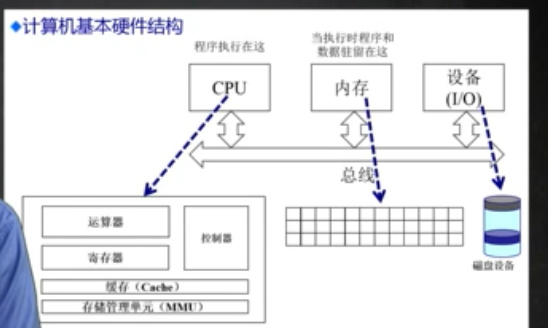 计算机基本硬件结构
程序执行在这
当执行时程序和
数据驻留在这
CPU
内存
设备
(I/O)
总线
运算器
控制器
寄存器
缓存（Cache）
存储管理单元（MMU）
磁盘设备